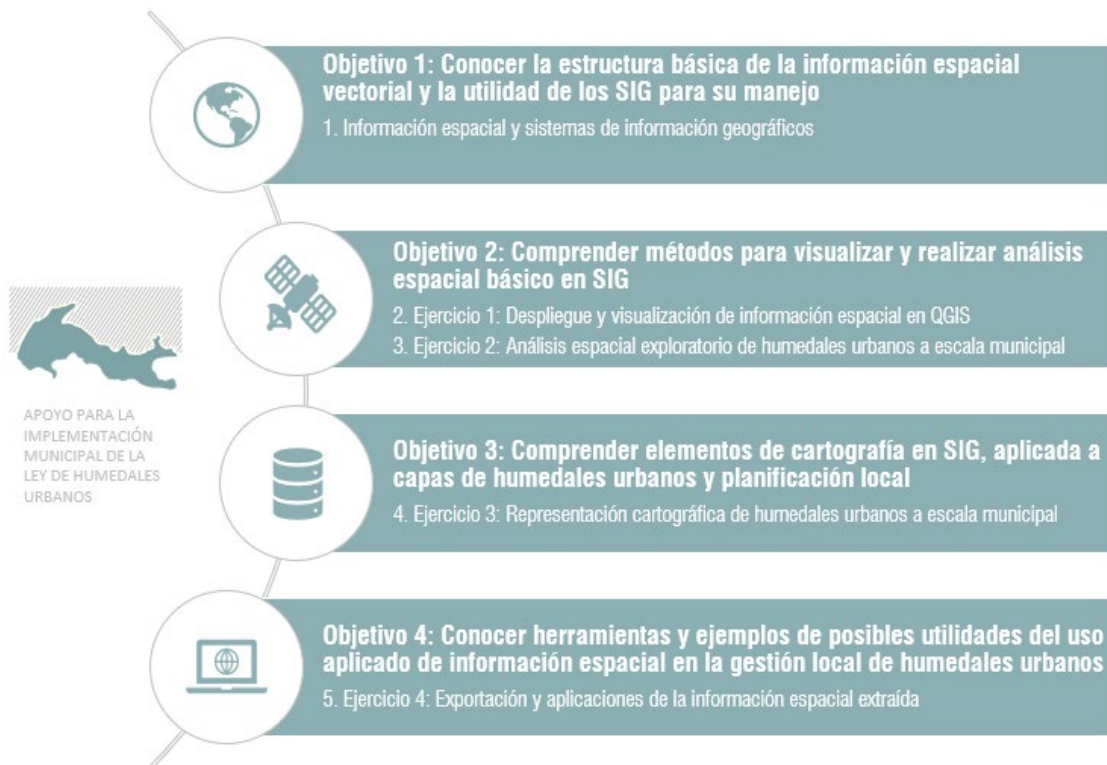 Objetivo 1: Conocer la estructura básica de la información espacial
vectorial y la utilidad de los SIG para su manejo
1. Información espacial y sistemas de información geográficos
Objetivo 2: Comprender métodos para visualizar y realizar análisis
espacial básico en SIG
2. Ejercicio 1: Despliegue y visualización de información espacial en QGIS
3. Ejercicio 2: Análisis espacial exploratorio de humedales urbanos a escala municipal
APOYO PARA LA
IMPLEMENTACIÓN
MUNICIPAL DE LA
LEY DE HUMEDALES
URBANOS
Objetivo 3: Comprender elementos de cartografía en SIG, aplicada a
capas de humedales urbanos y planificación local
4. Ejercicio 3: Representación cartográfica de humedales urbanos a escala municipal
Objetivo 4: Conocer herramientas y ejemplos de posibles utilidades del uso
aplicado de información espacial en la gestión local de humedales urbanos
5. Ejercicio 4: Exportación y aplicaciones de la información espacial extraída